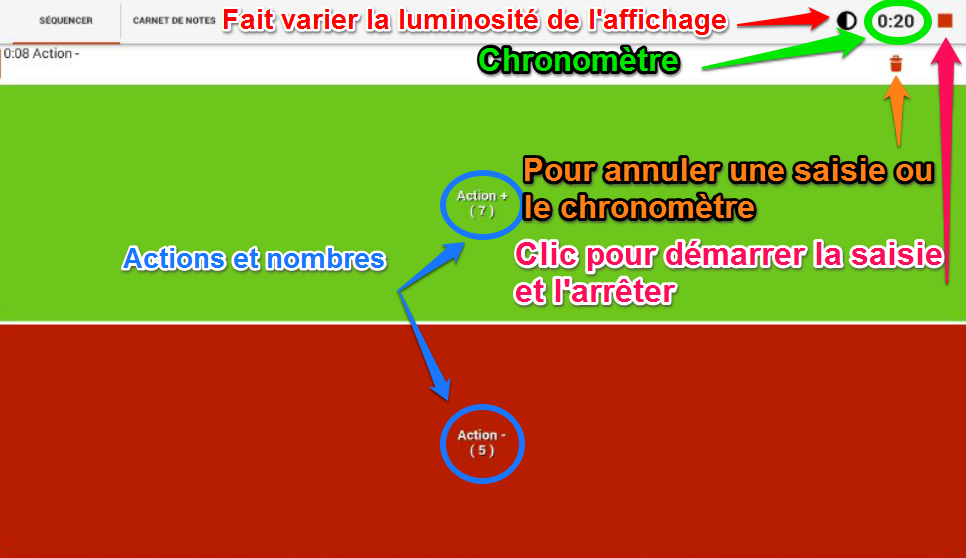 SÉQUENCER
CARNET DE NOTES
Fait varier la luminosité de l'affichage
0:20
0:08 Action -
Chronomètre
Pour annuler une saisie ou
le chronomètre
Action +
( 7 )
Clic pour démarrer la saisie
et l'arrêter
Actions et nombres
Action -
( 5 )